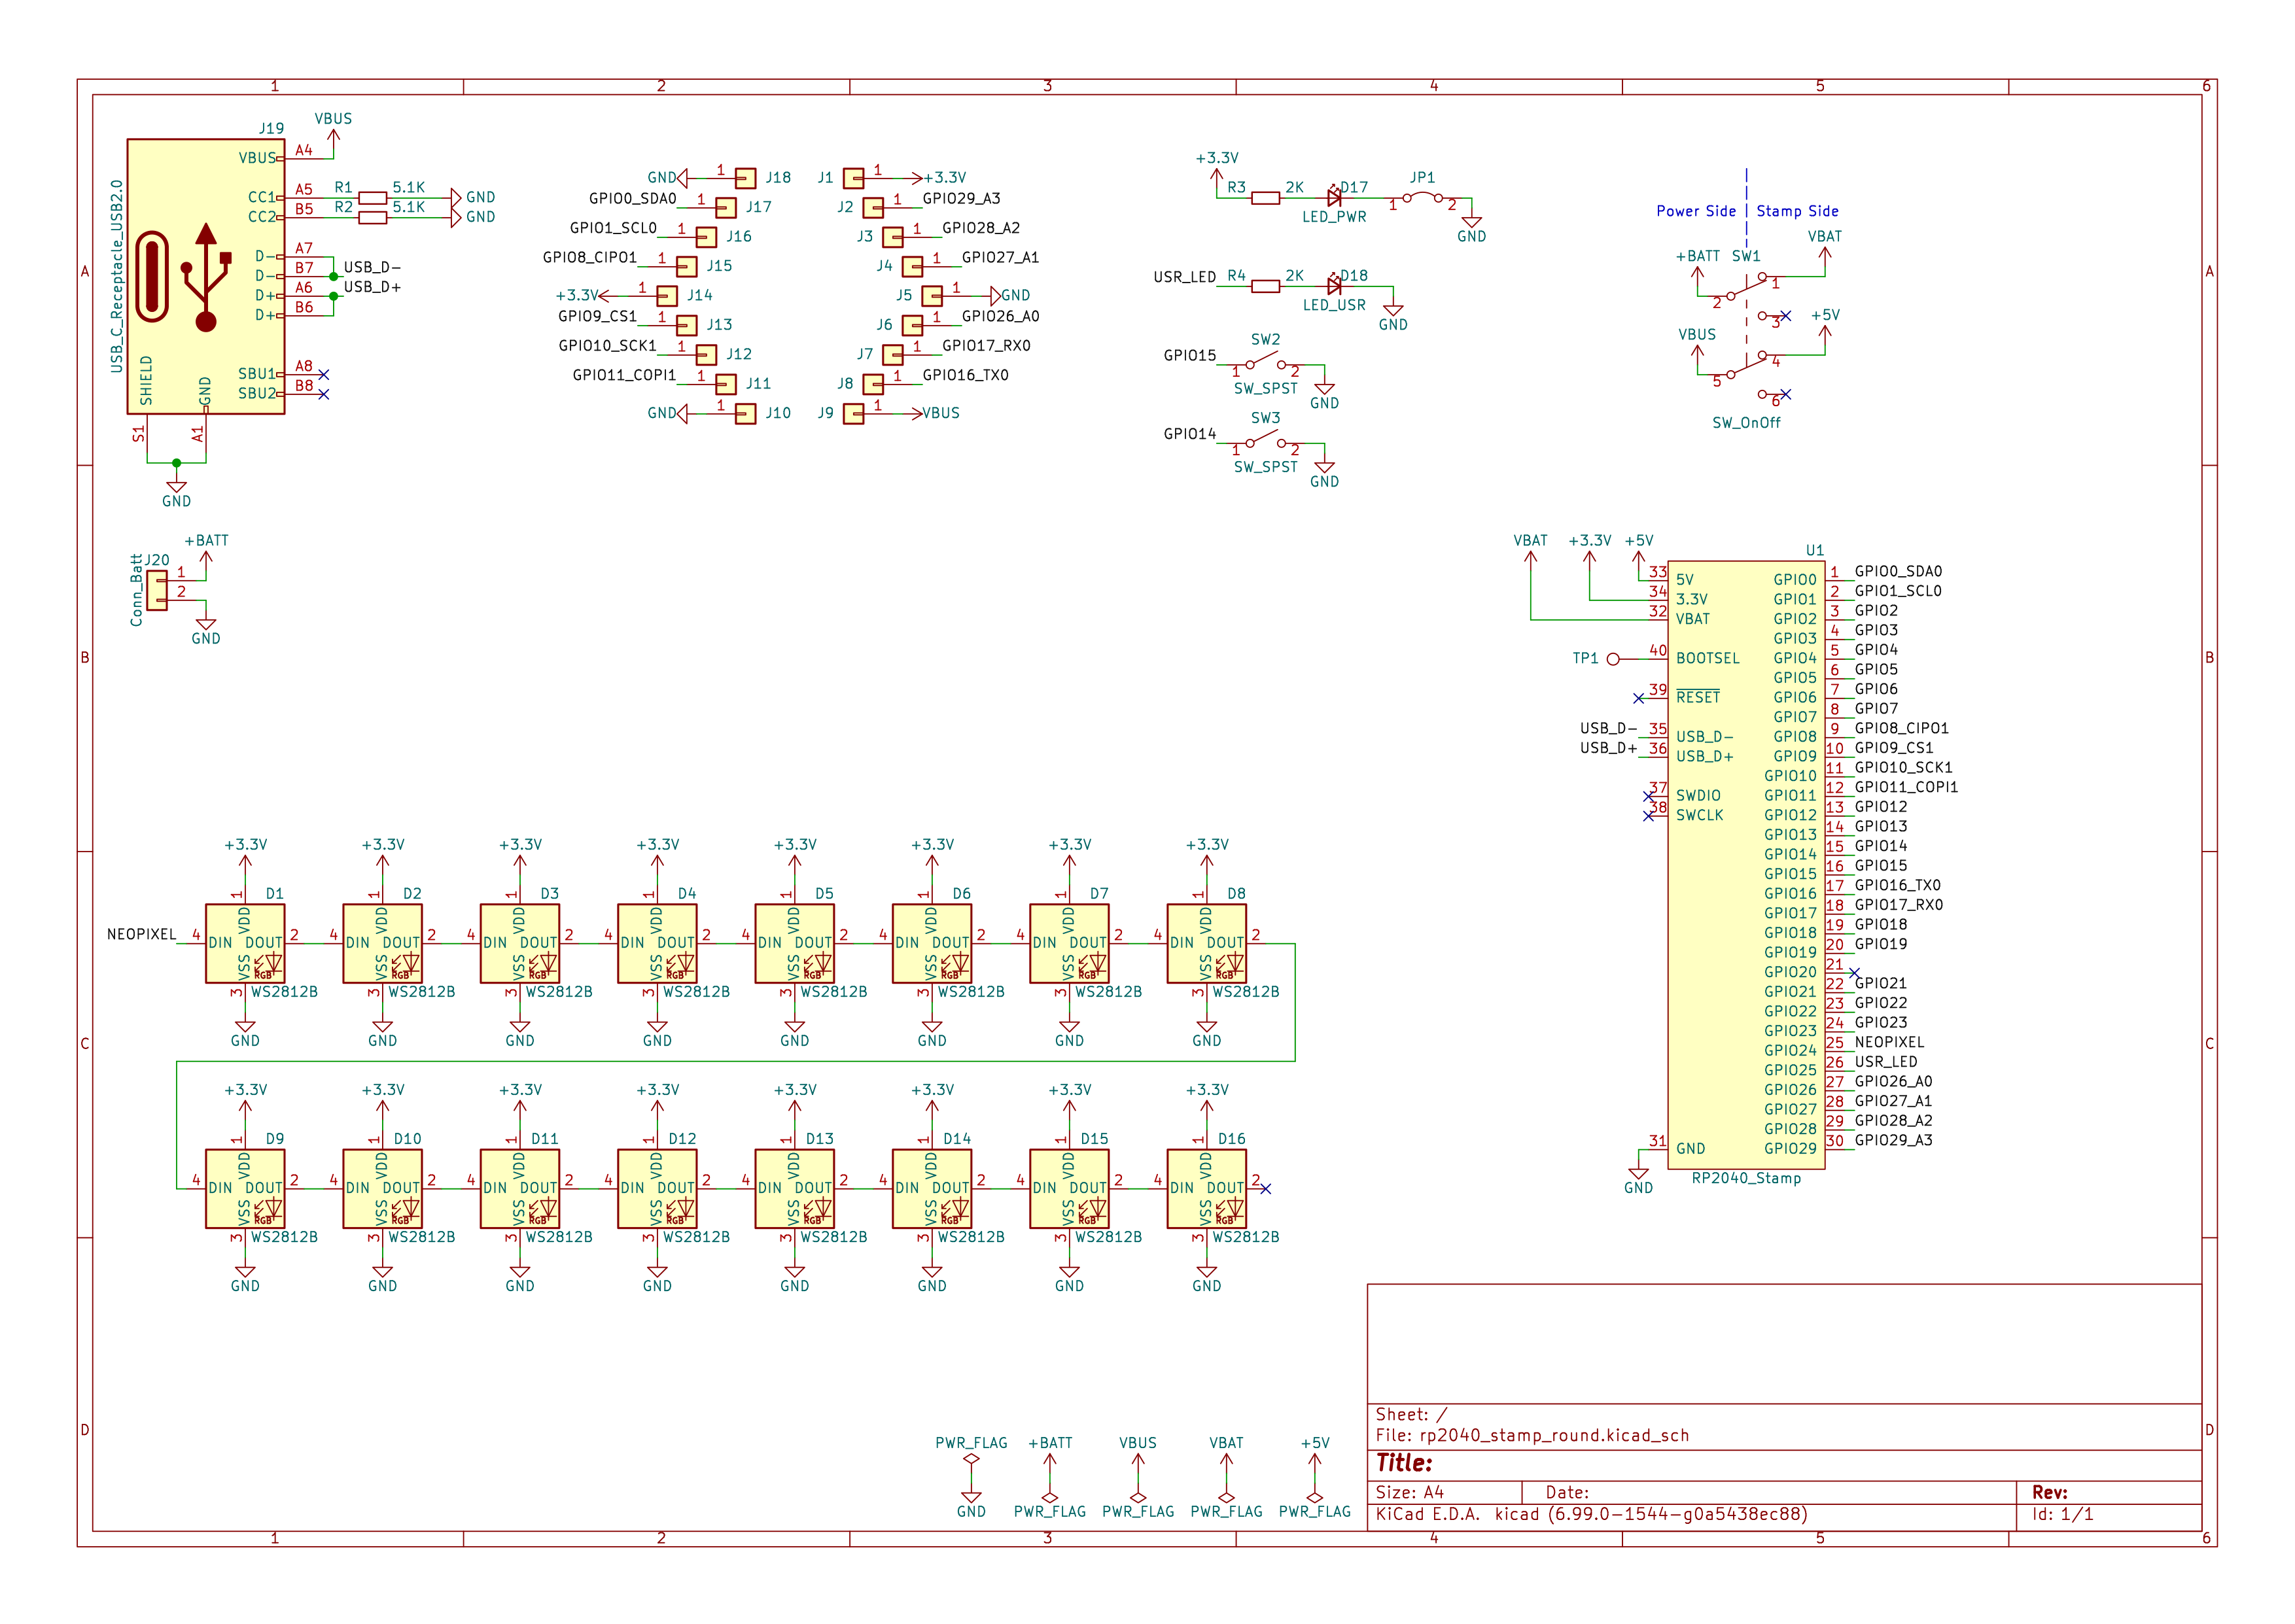 1 2 3 4 5 6
A
B
C
D
J19
VBUS
USB_C_Receptacle_USB2.0
VBUS A4
CC1 A5 R1 5.1K GND
CC2 B5 R2 5.1K GND
D- A7
D- B7 USB_D-
D+ A6 USB_D+
D+ B6
SBU1 A8
SBU2 B8
SHIELD GND
S1 A1
GND
J20
Conn_Batt
+BATT
1
2
GND
GND 1 J18
GPIO0_SDA0 1 J17
GPIO1_SCL0 1 J16
GPIO8_CIPO1 1 J15
+3.3V 1 J14
GPIO9_CS1 1 J13
GPIO10_SCK1 1 J12
GPIO11_COPI1 1 J11
GND 1 J10
J1 1 +3.3V
J2 1 GPIO29_A3
J3 1 GPIO28_A2
J4 1 GPIO27_A1
J5 1 GND
J6 1 GPIO26_A0
J7 1 GPIO17_RX0
J8 1 GPIO16_TX0
J9 1 VBUS
+3.3V
R3 2K D17 JP1
LED_PWR
1 2
GND
USR_LED R4 2K D18
LED_USR
GND
SW2
GPIO15 1 2
SW_SPST
GND
SW3
GPIO14 1 2
SW_SPST
GND
Power Side Stamp Side
+BATT SW1 VBAT
2 1
3
VBUS +5V
5 4
6
SW_OnOff
VBAT +3.3V +5V U1
33 5V
34 3.3V
32 VBAT
TP1 40 BOOTSEL
39 RESET
USB_D- 35 USB_D-
USB_D+ 36 USB_D+
37 SWDIO
38 SWCLK
31 GND
GND
GPIO0 1 GPIO0_SDA0
GPIO1 2 GPIO1_SCL0
GPIO2 3 GPIO2
GPIO3 4 GPIO3
GPIO4 5 GPIO4
GPIO5 6 GPIO5
GPIO6 7 GPIO6
GPIO7 8 GPIO7
GPIO8 9 GPIO8_CIPO1
GPIO9 10 GPIO9_CS1
GPIO10 11 GPIO10_SCK1
GPIO11 12 GPIO11_COPI1
GPIO12 13 GPIO12
GPIO13 14 GPIO13
GPIO14 15 GPIO14
GPIO15 16 GPIO15
GPIO16 17 GPIO16_TX0
GPIO17 18 GPIO17_RX0
GPIO18 19 GPIO18
GPIO19 20 GPIO19
GPIO20 21
GPIO21 22 GPIO21
GPIO22 23 GPIO22
GPIO23 24 GPIO23
GPIO24 25 NEOPIXEL
GPIO25 26 USR_LED
GPIO26 27 GPIO26_A0
GPIO27 28 GPIO27_A1
GPIO28 29 GPIO28_A2
GPIO29 30 GPIO29_A3
RP2040_Stamp
+3.3V +3.3V +3.3V +3.3V +3.3V +3.3V +3.3V +3.3V
1 D1 1 D2 1 D3 1 D4 1 D5 1 D6 1 D7 1 D8
VDD VDD VDD VDD VDD VDD VDD VDD
NEOPIXEL 4 DIN DOUT 2 4 DIN DOUT 2 4 DIN DOUT 2 4 DIN DOUT 2 4 DIN DOUT 2 4 DIN DOUT 2 4 DIN DOUT 2 4 DIN DOUT 2
VSS RGB VSS RGB VSS RGB VSS RGB VSS RGB VSS RGB VSS RGB VSS RGB
3 WS2812B 3 WS2812B 3 WS2812B 3 WS2812B 3 WS2812B 3 WS2812B 3 WS2812B 3 WS2812B
GND GND GND GND GND GND GND GND
+3.3V +3.3V +3.3V +3.3V +3.3V +3.3V +3.3V +3.3V
1 D9 1 D10 1 D11 1 D12 1 D13 1 D14 1 D15 1 D16
VDD VDD VDD VDD VDD VDD VDD VDD
4 DIN DOUT 2 4 DIN DOUT 2 4 DIN DOUT 2 4 DIN DOUT 2 4 DIN DOUT 2 4 DIN DOUT 2 4 DIN DOUT 2 4 DIN DOUT 2
VSS RGB VSS RGB VSS RGB VSS RGB VSS RGB VSS RGB VSS RGB VSS RGB
3 WS2812B 3 WS2812B 3 WS2812B 3 WS2812B 3 WS2812B 3 WS2812B 3 WS2812B 3 WS2812B
GND GND GND GND GND GND GND GND
PWR_FLAG +BATT VBUS VBAT +5V
GND PWR_FLAG PWR_FLAG PWR_FLAG PWR_FLAG
Sheet: /
File: rp2040_stamp_round.kicad_sch
Title:
Size: A4 Date: Rev:
KiCad E.D.A. kicad (6.99.0-1544-g0a5438ec88) Id: 1/1
A
B
C
D
1 2 3 4 5 6